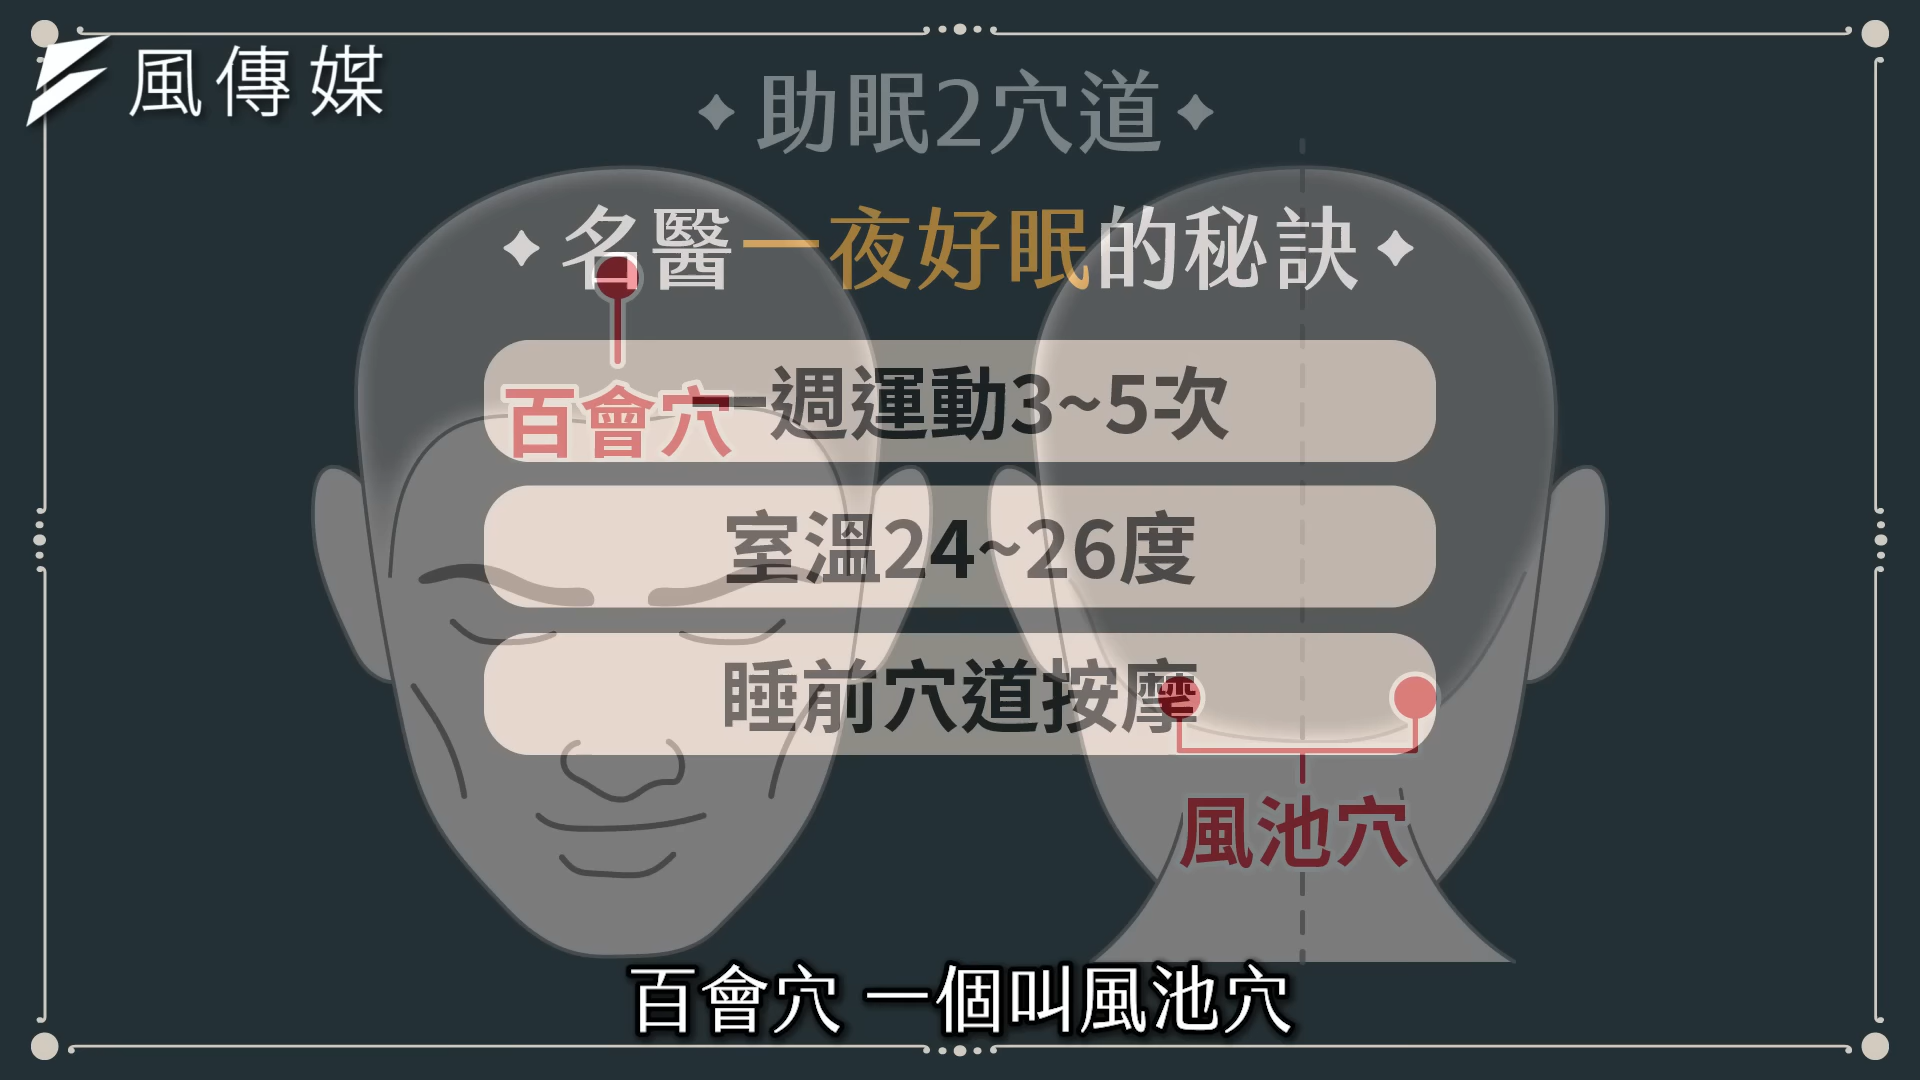 風傳媒
助眠2穴道
名醫一夜好眠的秘訣
一週運動3~5次
百會穴
室溫24~26度
睡前穴道按摩
風池穴
百會穴 一個叫風池穴